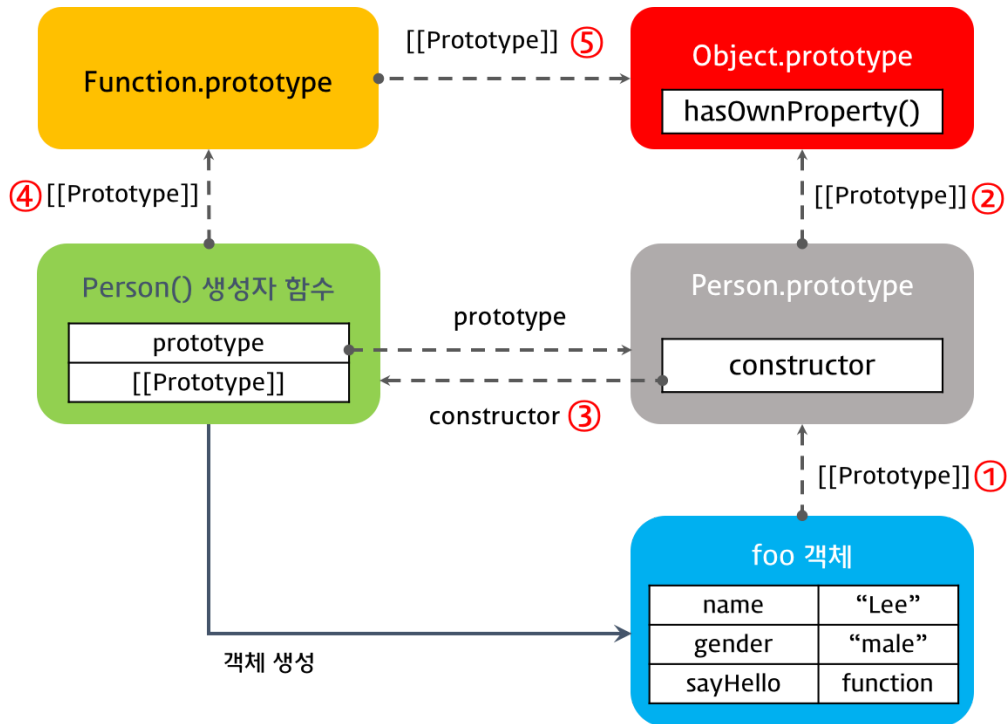 Function.prototype
[[Prototype]] ⑤
Object.prototype
hasOwnProperty()
④ [[Prototype]]
[[Prototype]] ②
Person() 생성자 함수
prototype
[[Prototype]]
prototype
constructor ③
Person.prototype
constructor
[[Prototype]] ①
foo 객체
name “Lee”
gender “male”
sayHello function
객체 생성